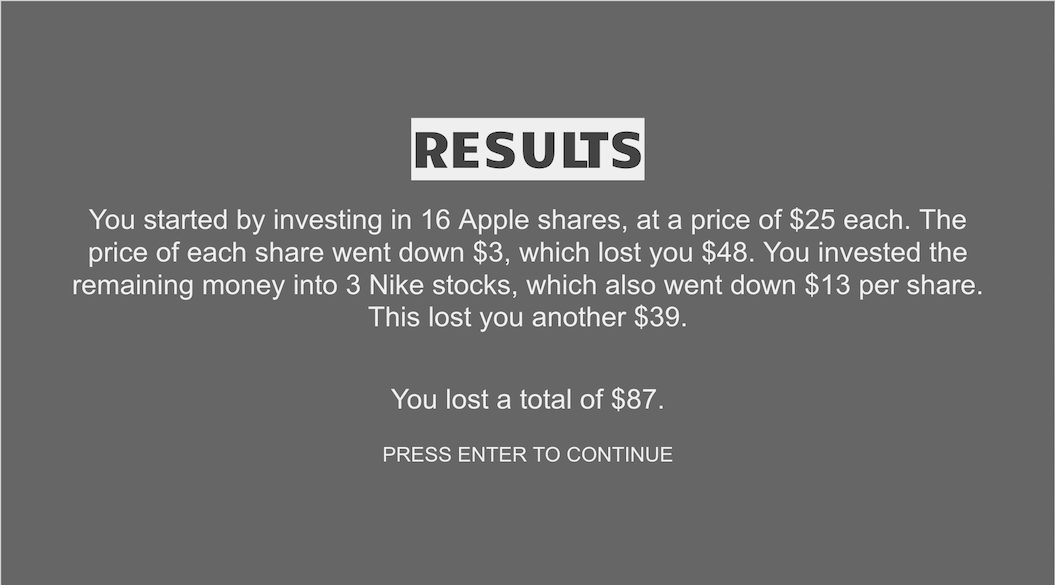 RESULTS
You started by investing in 16 Apple shares, at a price of $25 each. The
price of each share went down $3, which lost you $48. You invested the
remaining money into 3 Nike stocks, which also went down $13 per share.
This lost you another $39.
You lost a total of $87.
PRESS ENTER TO CONTINUE